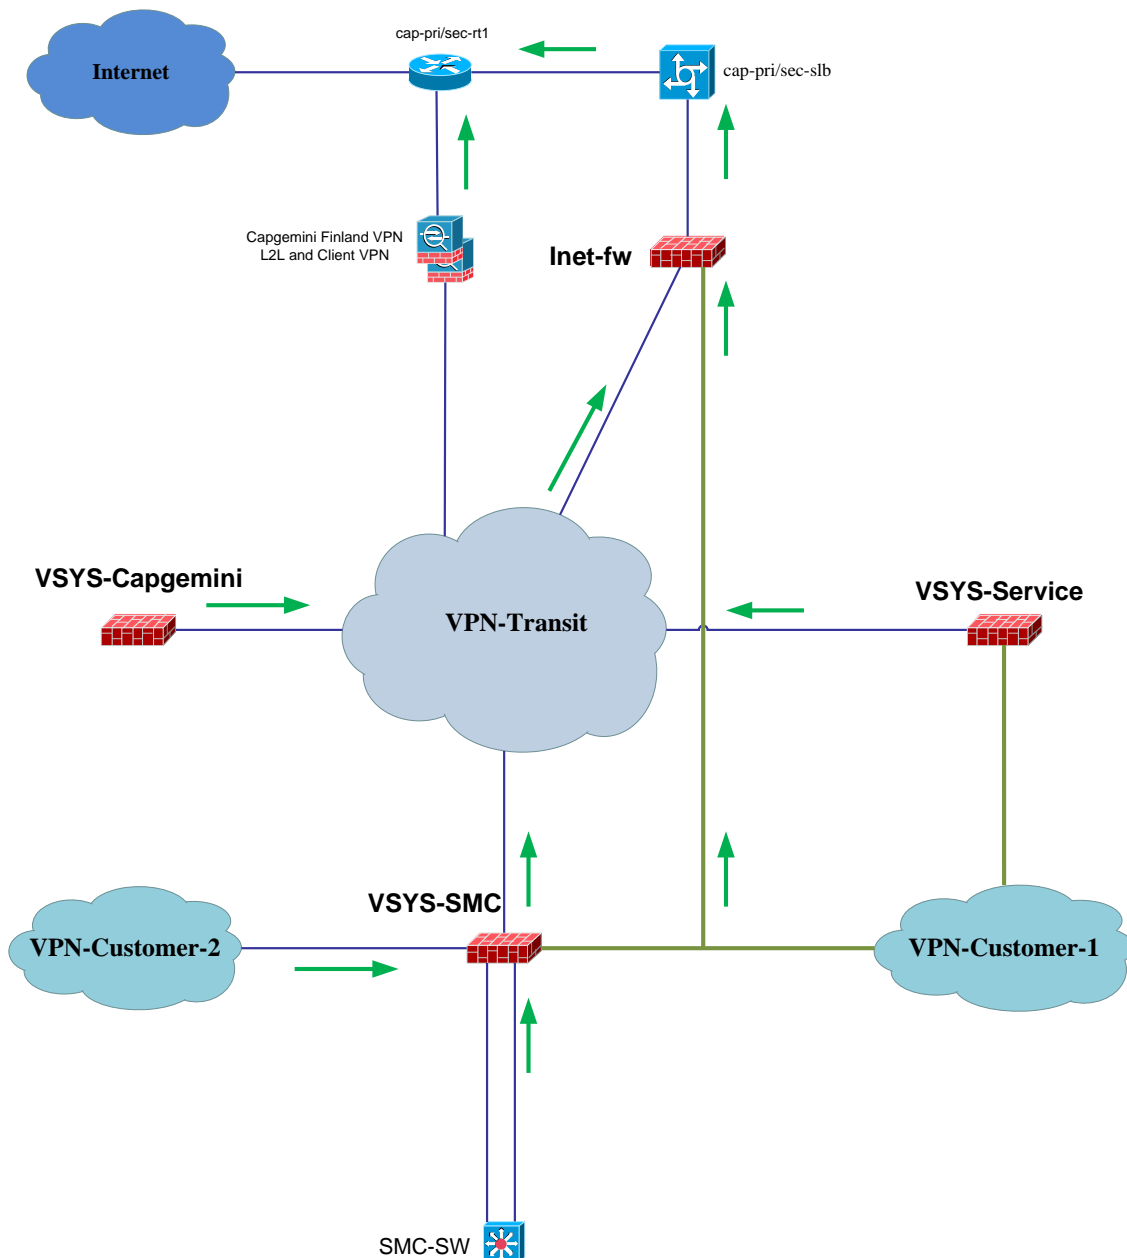 cap-pri/sec-rt1
Internet
cap-pri/sec-slb
Capgemini Finland VPN
L2L and Client VPN
Inet-fw
VSYS-Capgemini
VSYS-Service
VPN-Transit
VSYS-SMC
VPN-Customer-2
VPN-Customer-1
SMC-SW